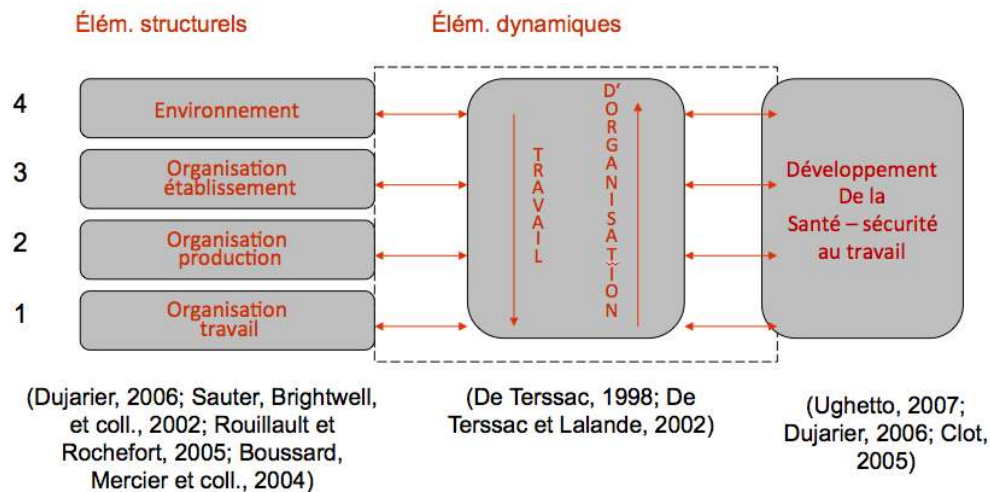 Élém. structurels
Élém. dynamiques
4
Environnement
3
Organisation
établissement
2
Organisation
production
1
Organisation
travail
TRAVAIL
D'ORGANISATION
Développement
De la
Santé – sécurité
au travail
(Dujarier, 2006; Sauter, Brightwell,
et coll., 2002; Rouillault et
Rochefort, 2005; Boussard,
Mercier et coll., 2004)
(De Terssac, 1998; De
Terssac et Lalande, 2002)
(Ughetto, 2007;
Dujarier, 2006; Clot,
2005)